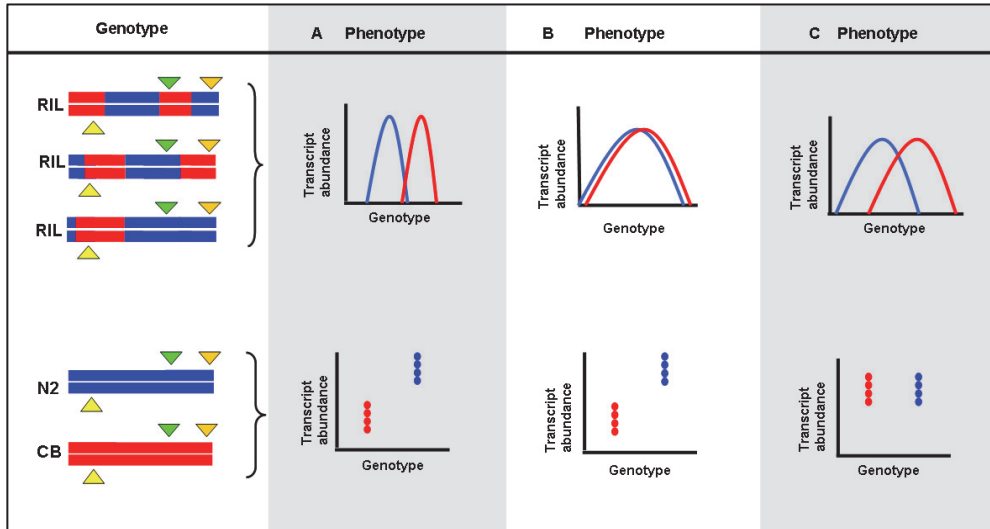 Genotype
A Phenotype
B Phenotype
C Phenotype
RIL
RIL
RIL
Transcript
abundance
Genotype
Transcript
abundance
Genotype
Transcript
abundance
Genotype
N2
CB
Transcript
abundance
Genotype
Transcript
abundance
Genotype
Transcript
abundance
Genotype